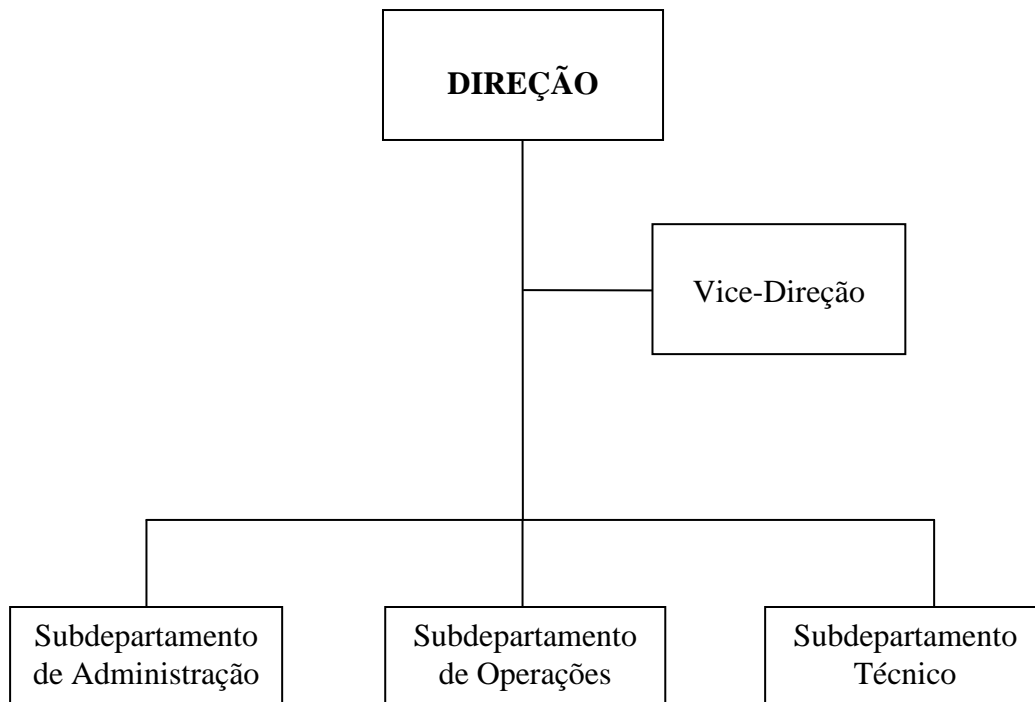 DIREÇÃO
Vice-Direção
Subdepartamento
de Administração
Subdepartamento
de Operações
Subdepartamento
Técnico